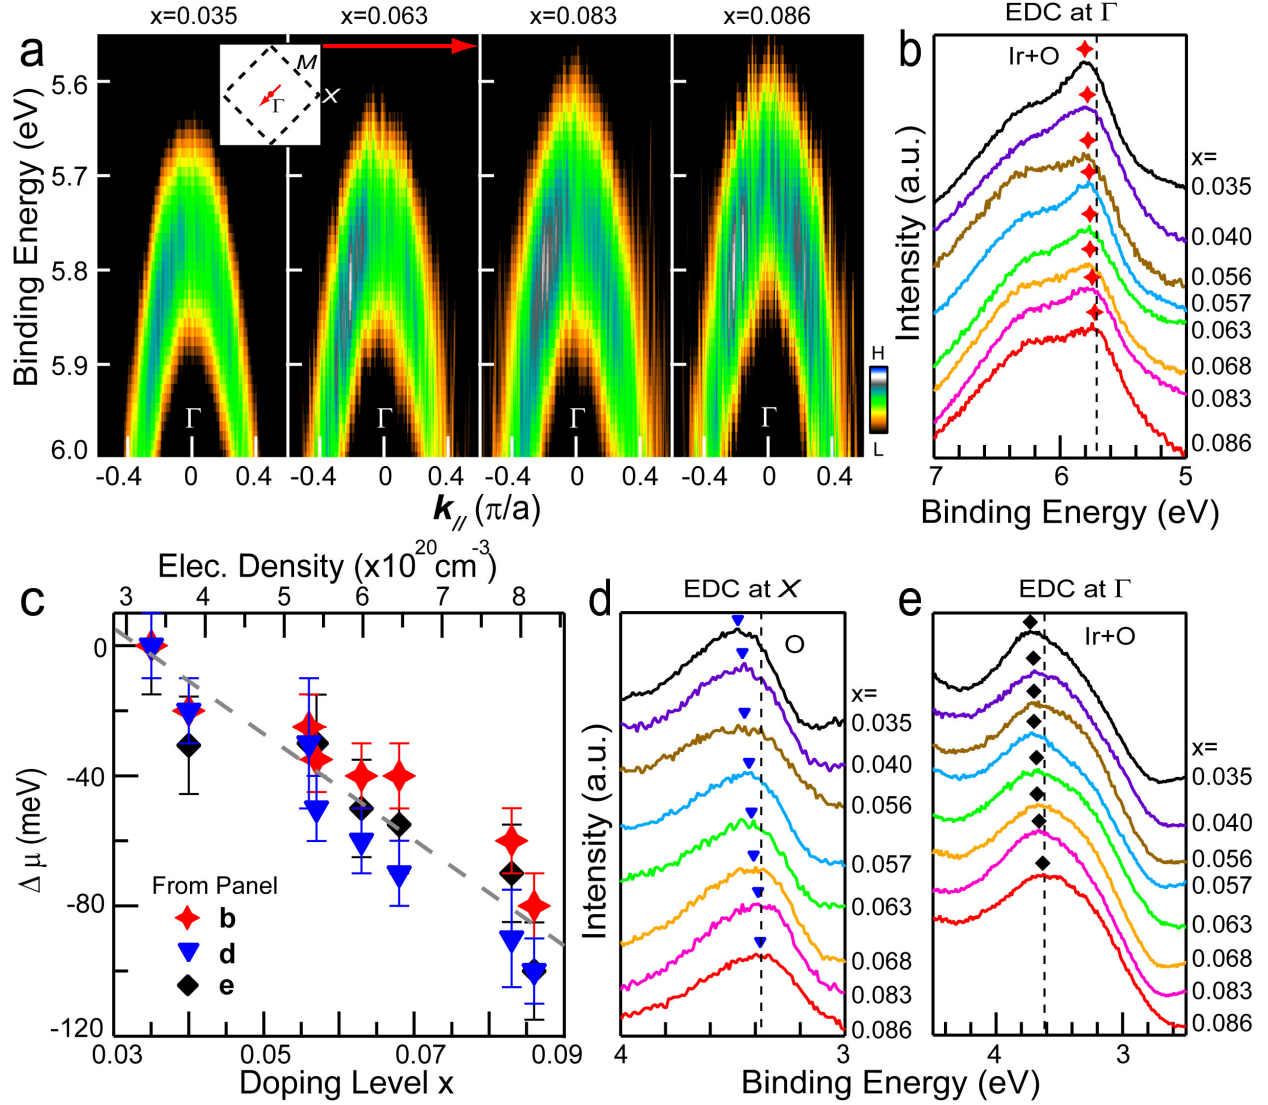 x=0.035 x=0.063 x=0.083 x=0.086
a
Binding Energy (eV)
5.6
5.7
5.8
5.9
6.0
M
X
Γ
Γ Γ Γ Γ
H
L
-0.4 0 0.4 -0.4 0 0.4 -0.4 0 0.4 -0.4 0 0.4
k// (π/a)
EDC at Γ
b
Ir+O
Intensity (a.u.)
x=
0.035
0.040
0.056
0.057
0.063
0.068
0.083
0.086
7 6 5
Binding Energy (eV)
Elec. Density (x10²⁰cm⁻³)
c
3 4 5 6 7 8
Δ μ (meV)
0
-40
-80
-120
From Panel
b
d
e
0.03 0.05 0.07 0.09
Doping Level x
EDC at X
d
O
Intensity (a.u.)
x=
0.035
0.040
0.056
0.057
0.063
0.068
0.083
0.086
4 3
EDC at Γ
e
Ir+O
x=
0.035
0.040
0.056
0.057
0.063
0.068
0.083
0.086
4 3
Binding Energy (eV)